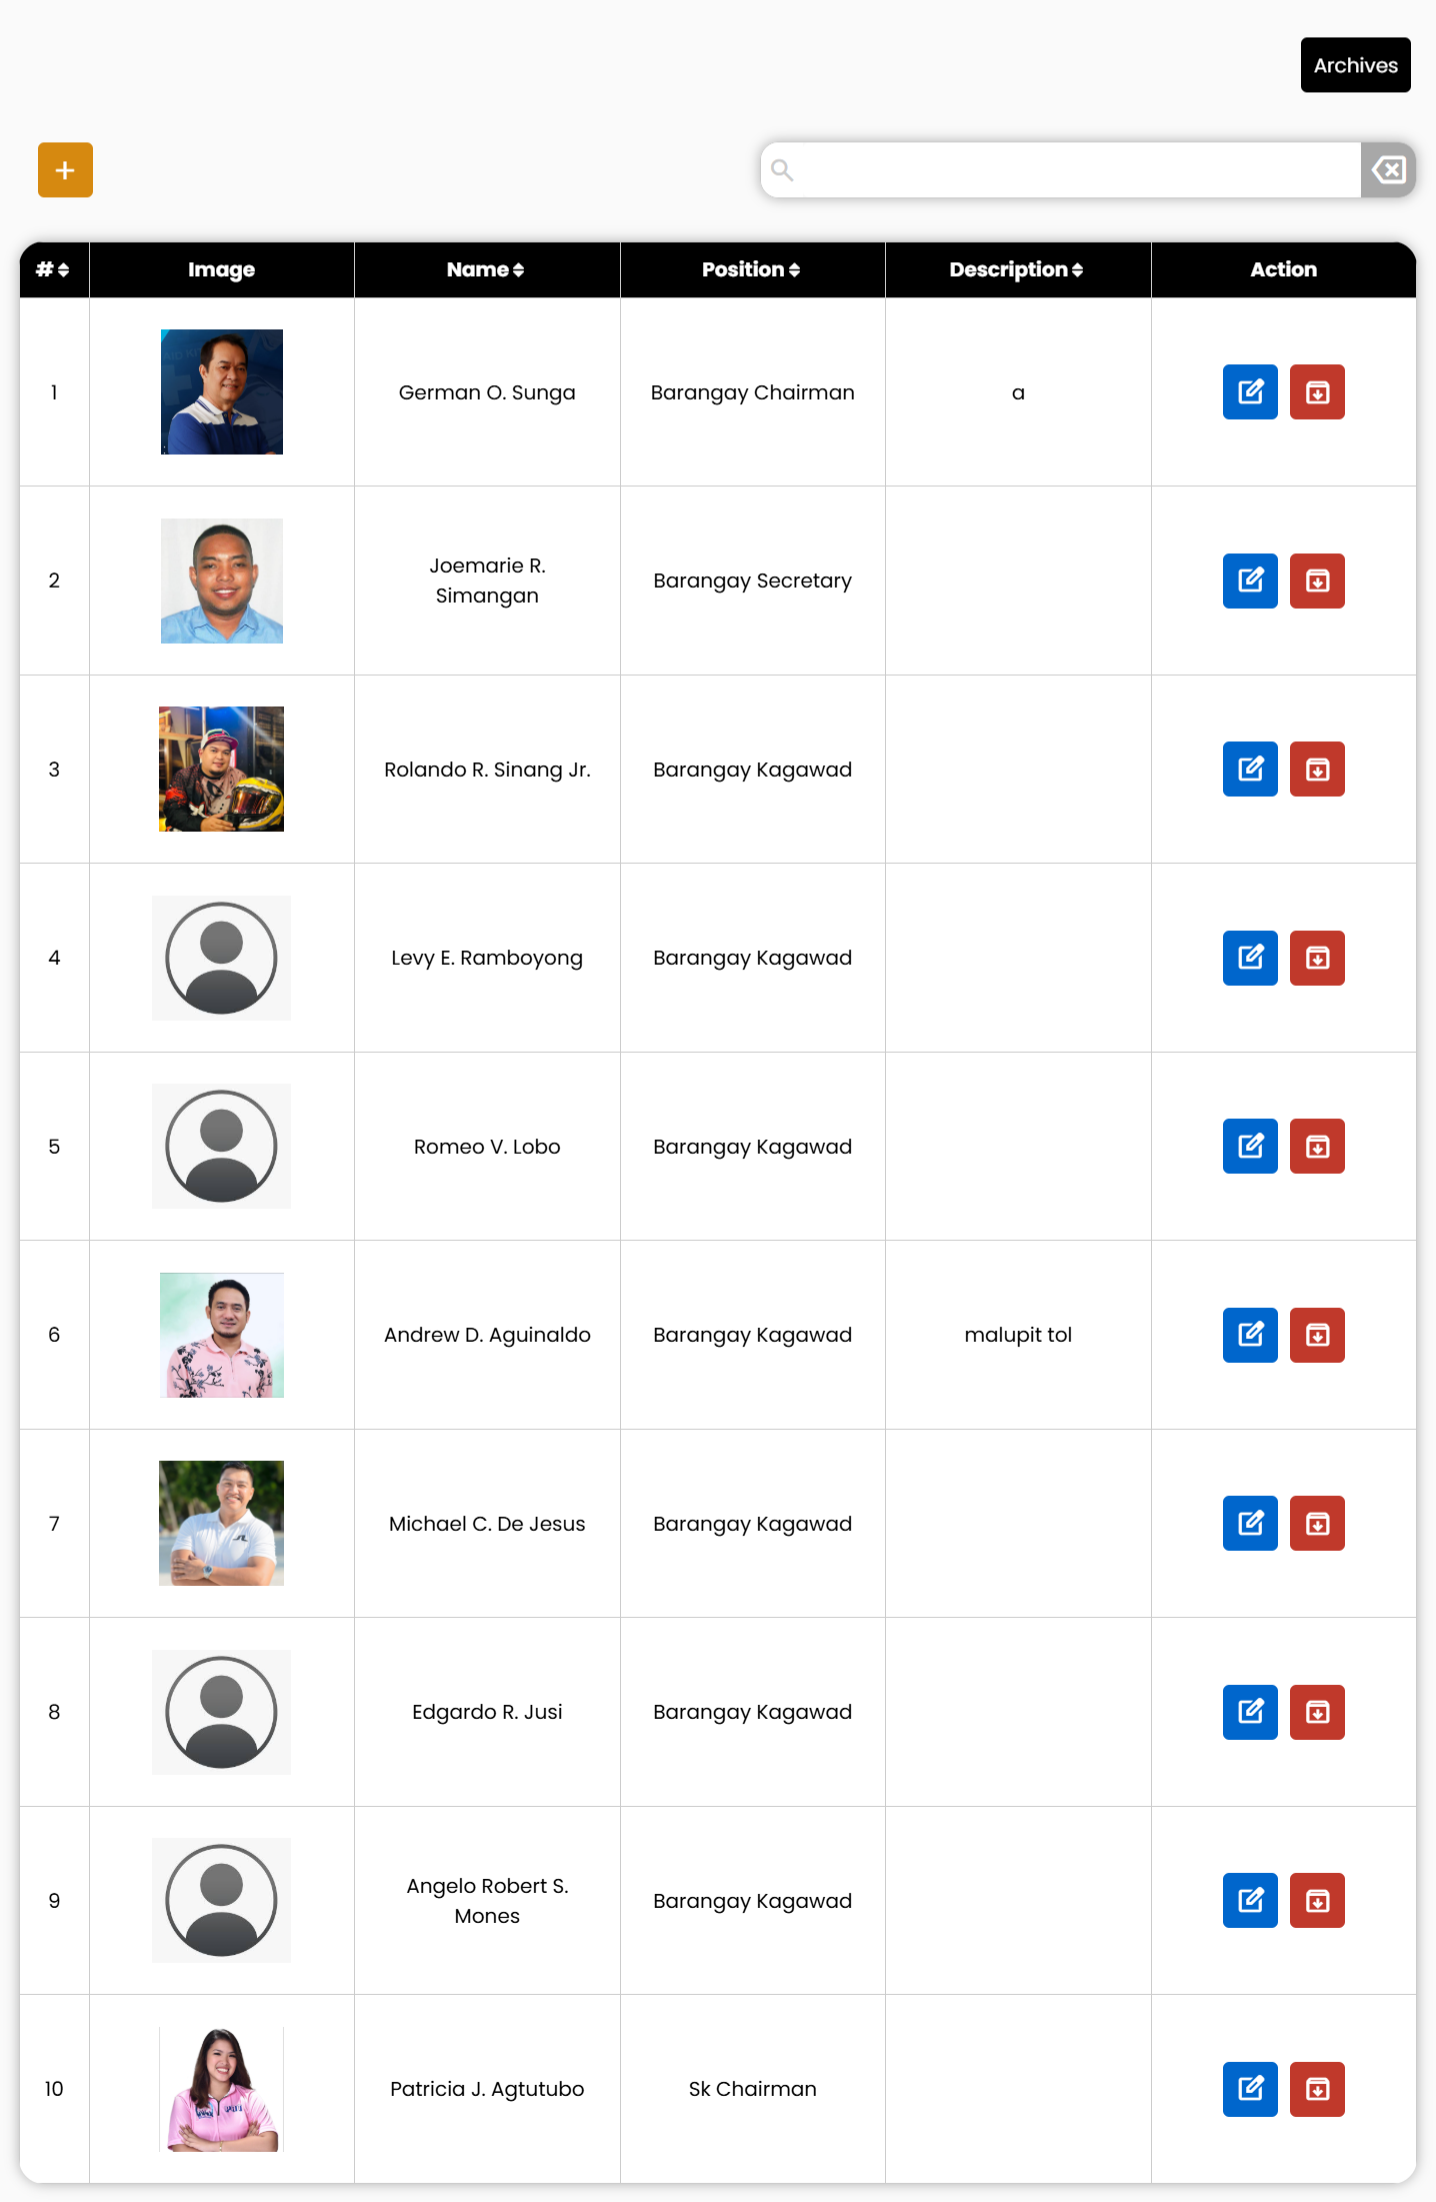 Archives
+
# Image Name Position Description Action
1 German O. Sunga Barangay Chairman a
2 Joemarie R. Simangan Barangay Secretary
3 Rolando R. Sinang Jr. Barangay Kagawad
4 Levy E. Ramboyong Barangay Kagawad
5 Romeo V. Lobo Barangay Kagawad
6 Andrew D. Aguinaldo Barangay Kagawad malupit tol
7 Michael C. De Jesus Barangay Kagawad
8 Edgardo R. Jusi Barangay Kagawad
9 Angelo Robert S. Mones Barangay Kagawad
10 Patricia J. Agtutubo Sk Chairman